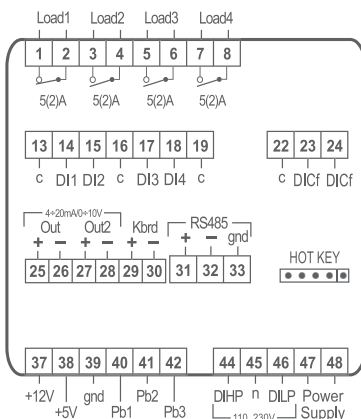 Load1 Load2 Load3 Load4
1 2 3 4 5 6 7 8
5(2)A 5(2)A 5(2)A 5(2)A
13 14 15 16 17 18 19 22 23 24
c DI1 DI2 c DI3 DI4 c c DICf DICf
4÷20mA/0÷10V
Out Out2 Kbrd RS485
+ − + − + − + − gnd
25 26 27 28 29 30 31 32 33
HOT KEY
37 38 39 40 41 42 44 45 46 47 48
+12V gnd Pb2 DIHP n DILP Power
+5V Pb1 Pb3 110 230V Supply